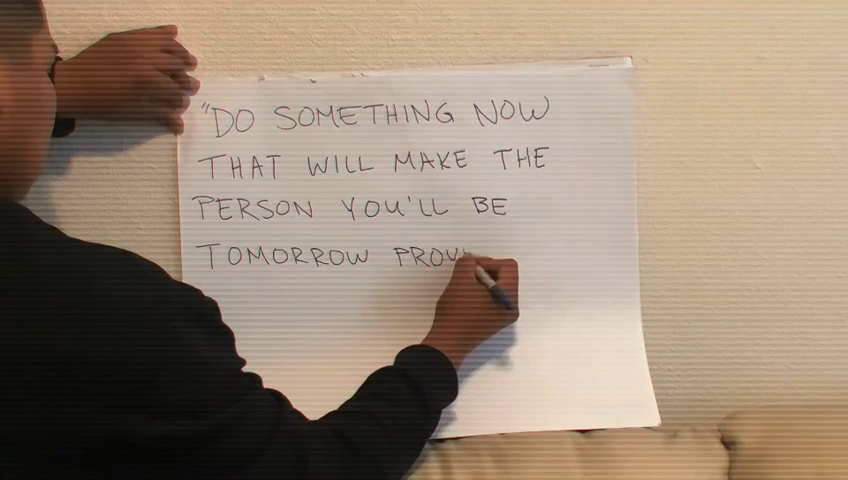 "DO SOMETHING NOW
THAT WILL MAKE THE
PERSON YOU'LL BE
TOMORROW